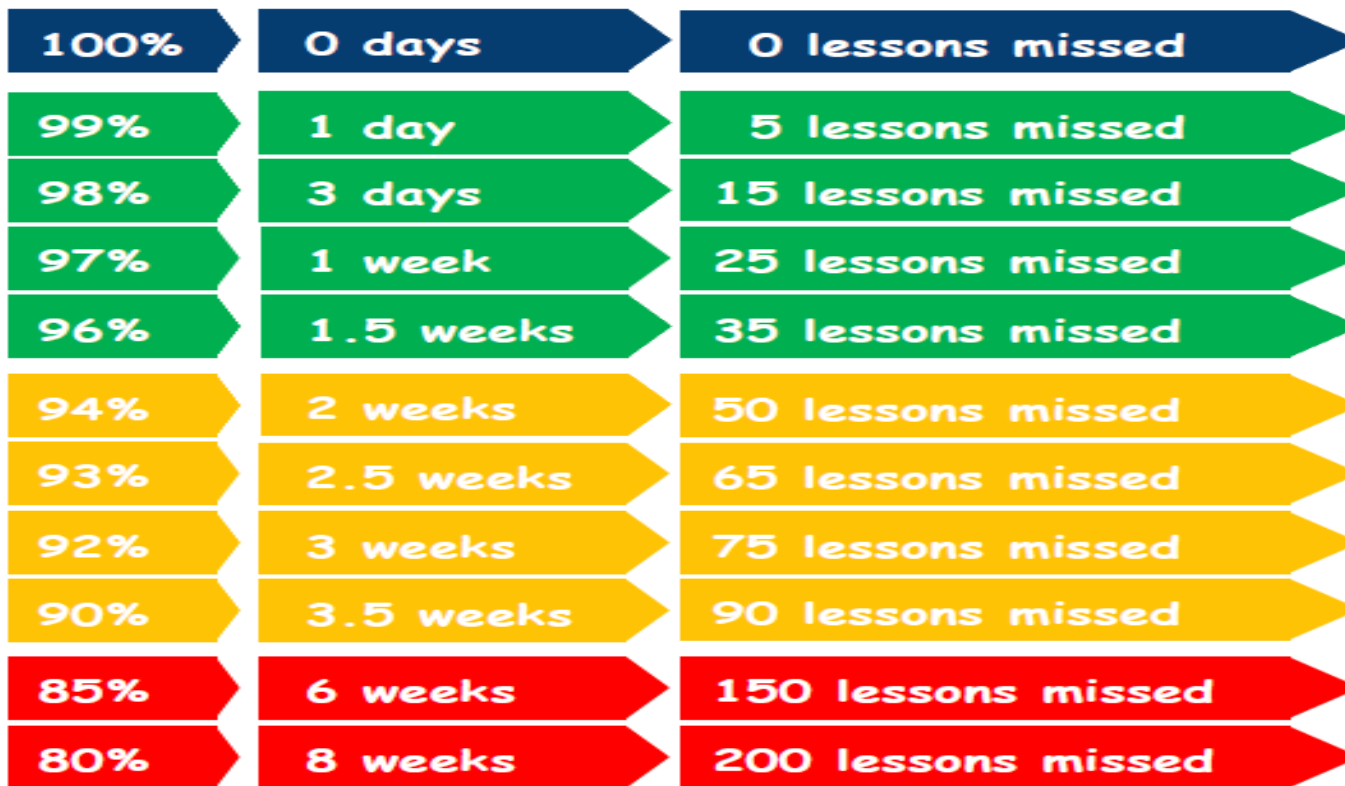 100% 0 days 0 lessons missed
99% 1 day 5 lessons missed
98% 3 days 15 lessons missed
97% 1 week 25 lessons missed
96% 1.5 weeks 35 lessons missed
94% 2 weeks 50 lessons missed
93% 2.5 weeks 65 lessons missed
92% 3 weeks 75 lessons missed
90% 3.5 weeks 90 lessons missed
85% 6 weeks 150 lessons missed
80% 8 weeks 200 lessons missed